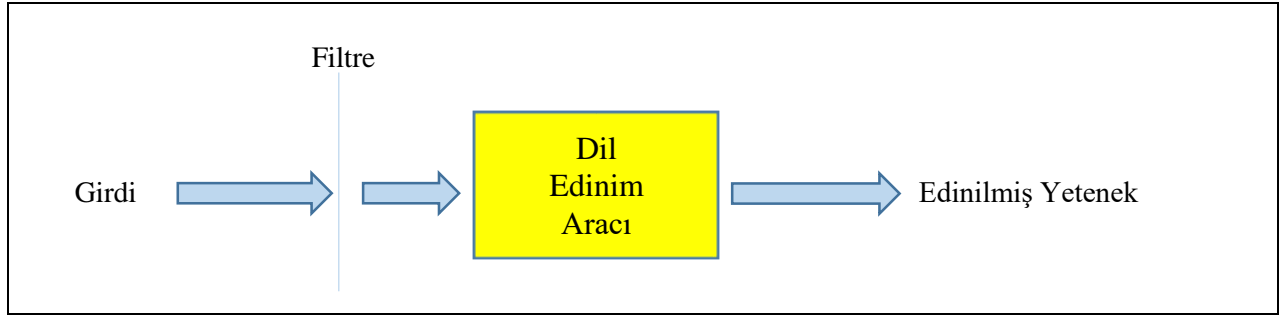 Filtre
Girdi
Dil
Edinim
Aracı
Edinilmiş Yetenek